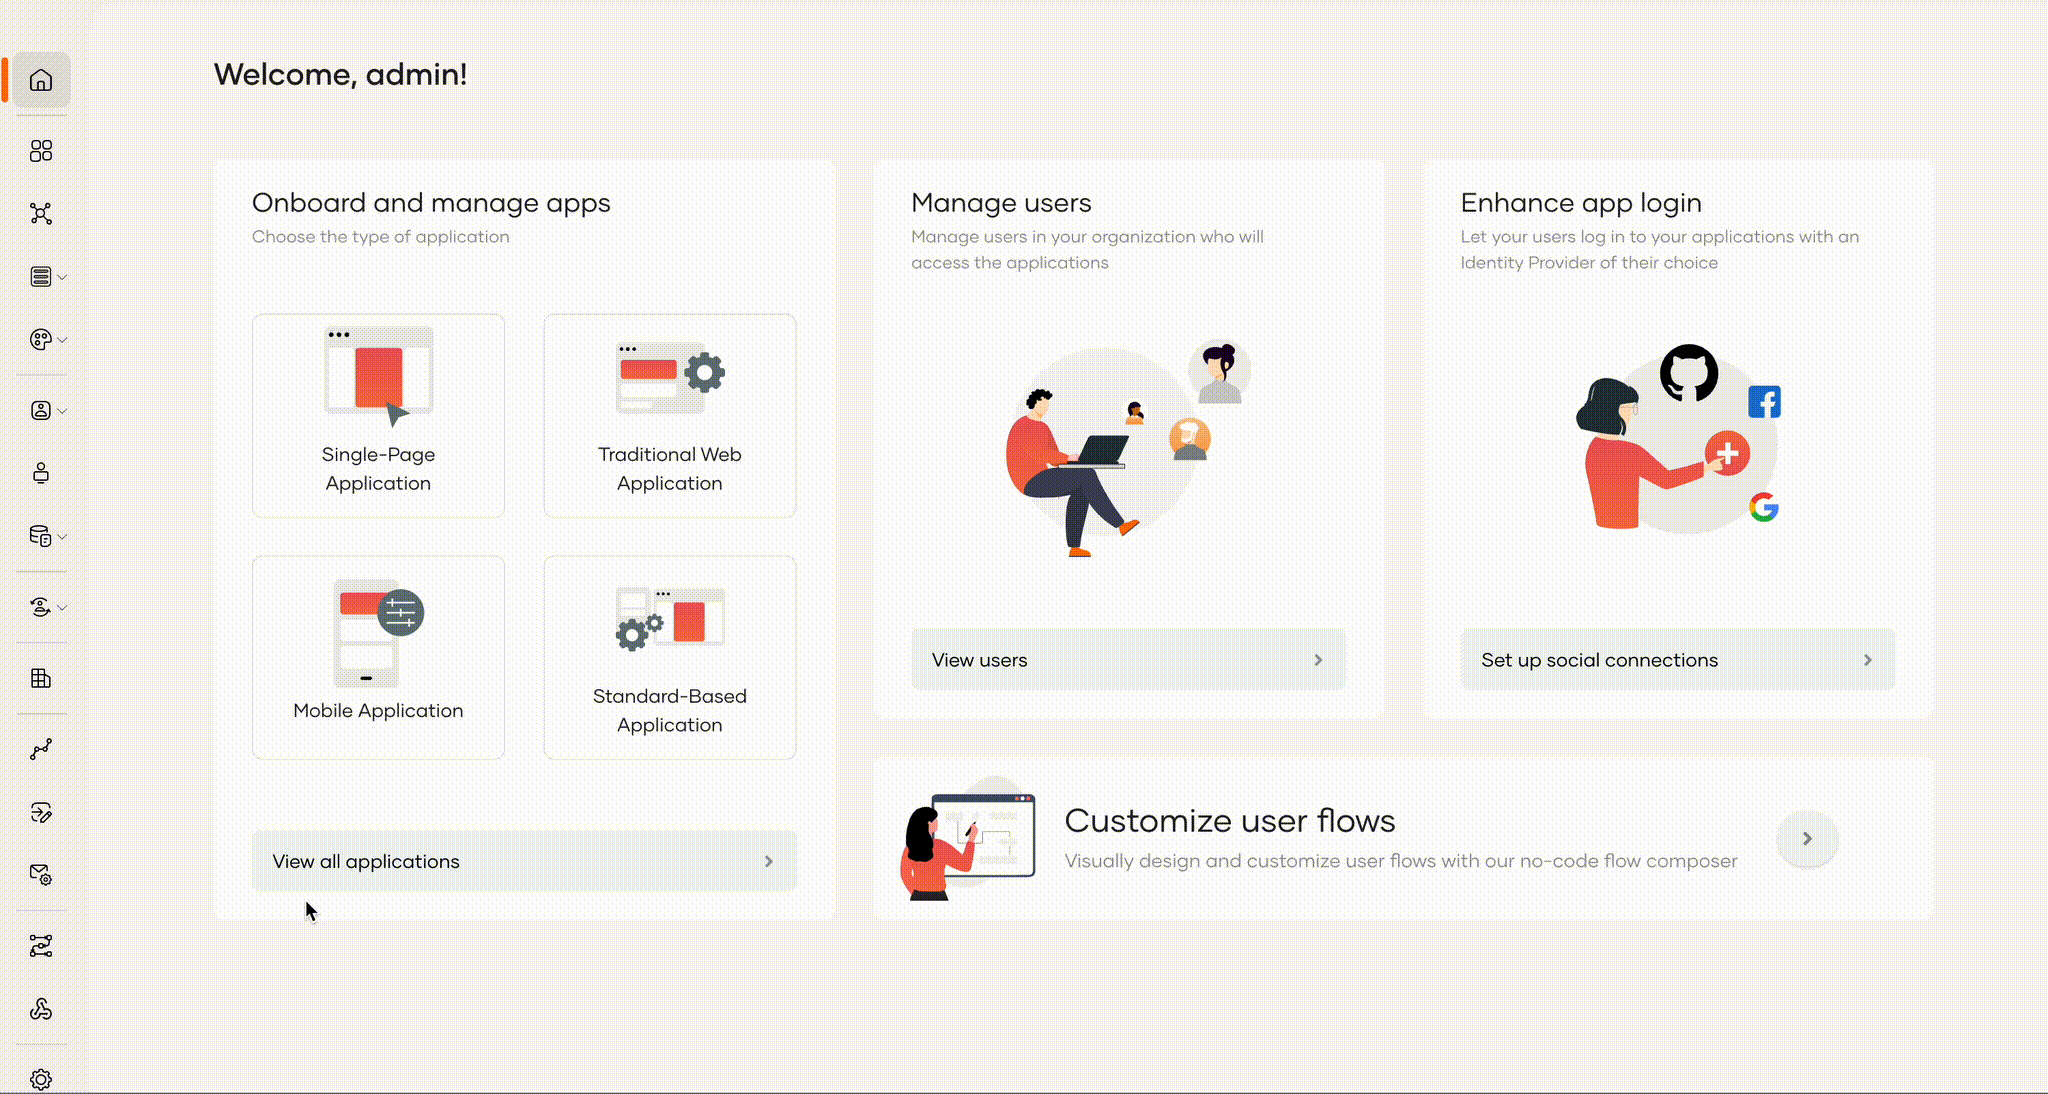 Welcome, admin!
Onboard and manage apps
Choose the type of application
Single-Page
Application
Traditional Web
Application
Mobile Application
Standard-Based
Application
View all applications
Manage users
Manage users in your organization who will
access the applications
View users
Enhance app login
Let your users log in to your applications with an
Identity Provider of their choice
Set up social connections
Customize user flows
Visually design and customize user flows with our no-code flow composer